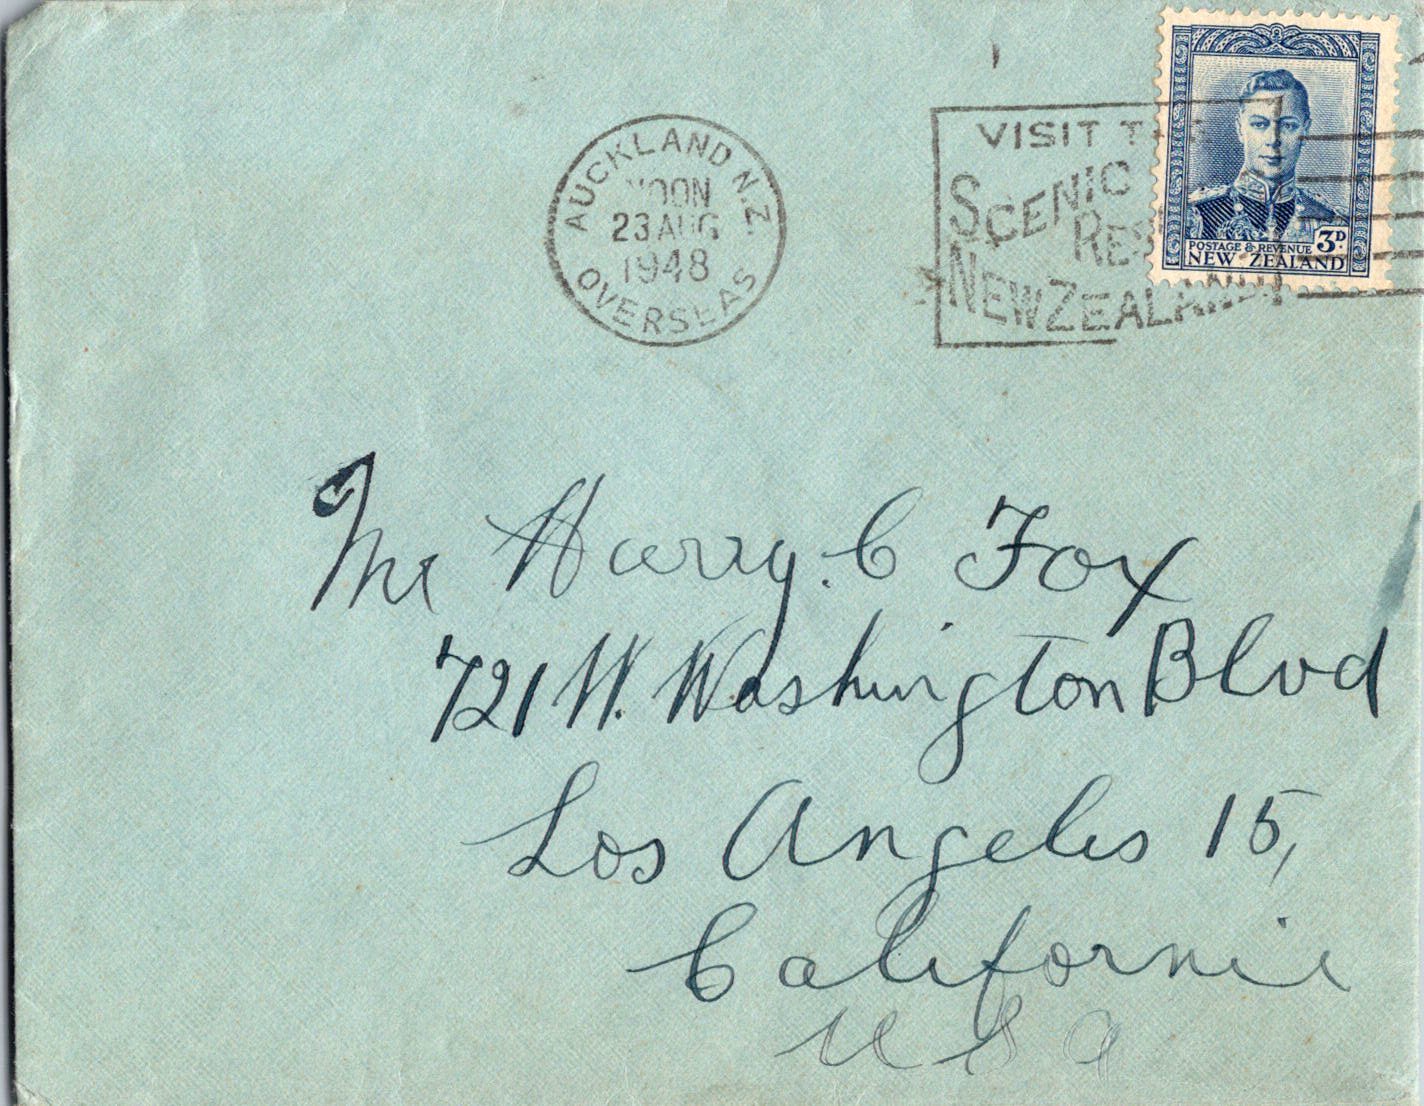 AUCKLAND N.Z.
NOON
23 AUG
1948
OVERSEAS
VISIT THE
SCENIC
NEW ZEALAND
POSTAGE & REVENUE 3D.
NEW ZEALAND
Mr Harry. C Fox
721 W. Washington Blvd
Los Angeles 15,
California
U S A